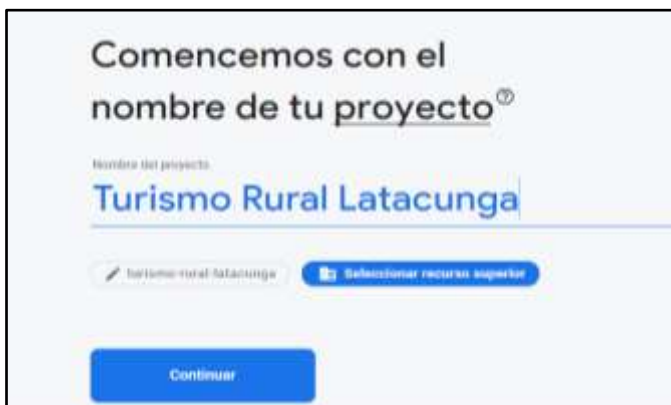 Comencemos con el
nombre de tu proyecto
Nombre del proyecto
Turismo Rural Latacunga
turismo-rural-latacunga
Seleccionar recurso superior
Continuar